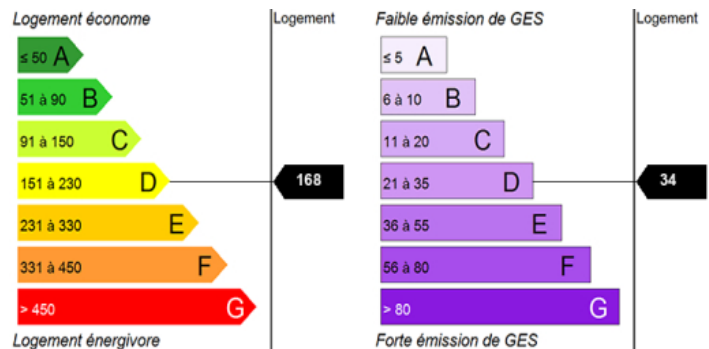 Logement économe
Logement
≤ 50 A
51 à 90 B
91 à 150 C
151 à 230 D
168
231 à 330 E
331 à 450 F
> 450 G
Logement énergivore
Faible émission de GES
Logement
≤ 5 A
6 à 10 B
11 à 20 C
21 à 35 D
34
36 à 55 E
56 à 80 F
> 80 G
Forte émission de GES